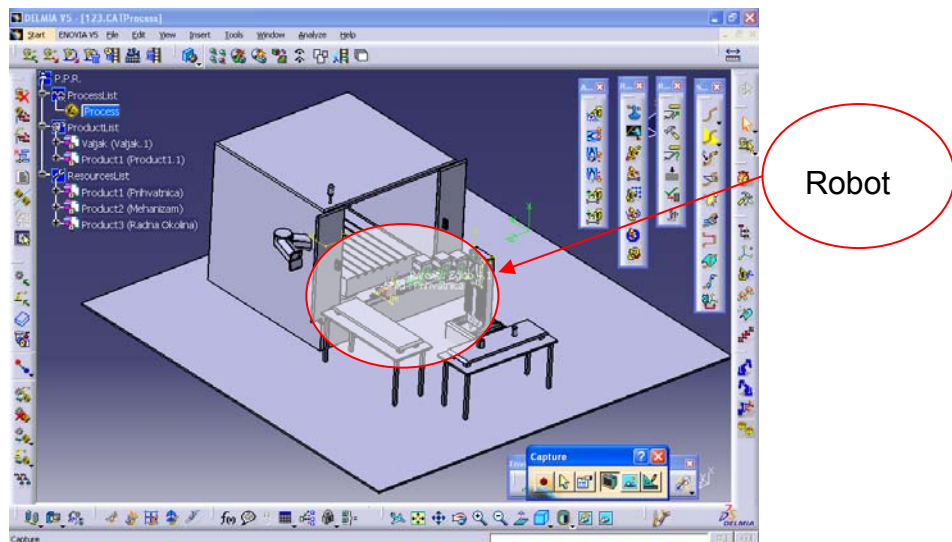 DELMIA V5 - [123.CATProcess]
Start ENOVIA V5 File Edit View Insert Tools Window Analyze Help
P.P.R.
ProcessList
Process
ProductList
Valjak (Valjak.1)
Product1 (Product1.1)
ResourcesList
Product1 (Prihvatnica)
Product2 (Mehanizam)
Product3 (Radna Okolina)
A...
R...
R...
S...
Robot
Prihvatnica
Capture
f(x)
DELMIA
Capture